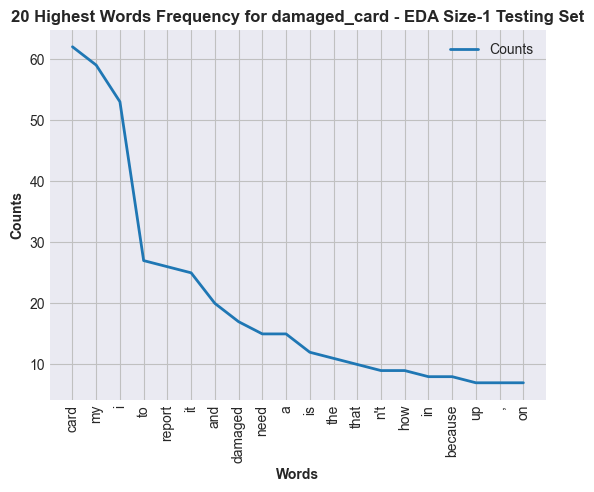 20 Highest Words Frequency for damaged_card - EDA Size-1 Testing Set
Counts
60
50
40
30
20
10
Counts
card
my
i
to
report
it
and
damaged
need
a
is
the
that
n't
how
in
because
up
,
on
Words